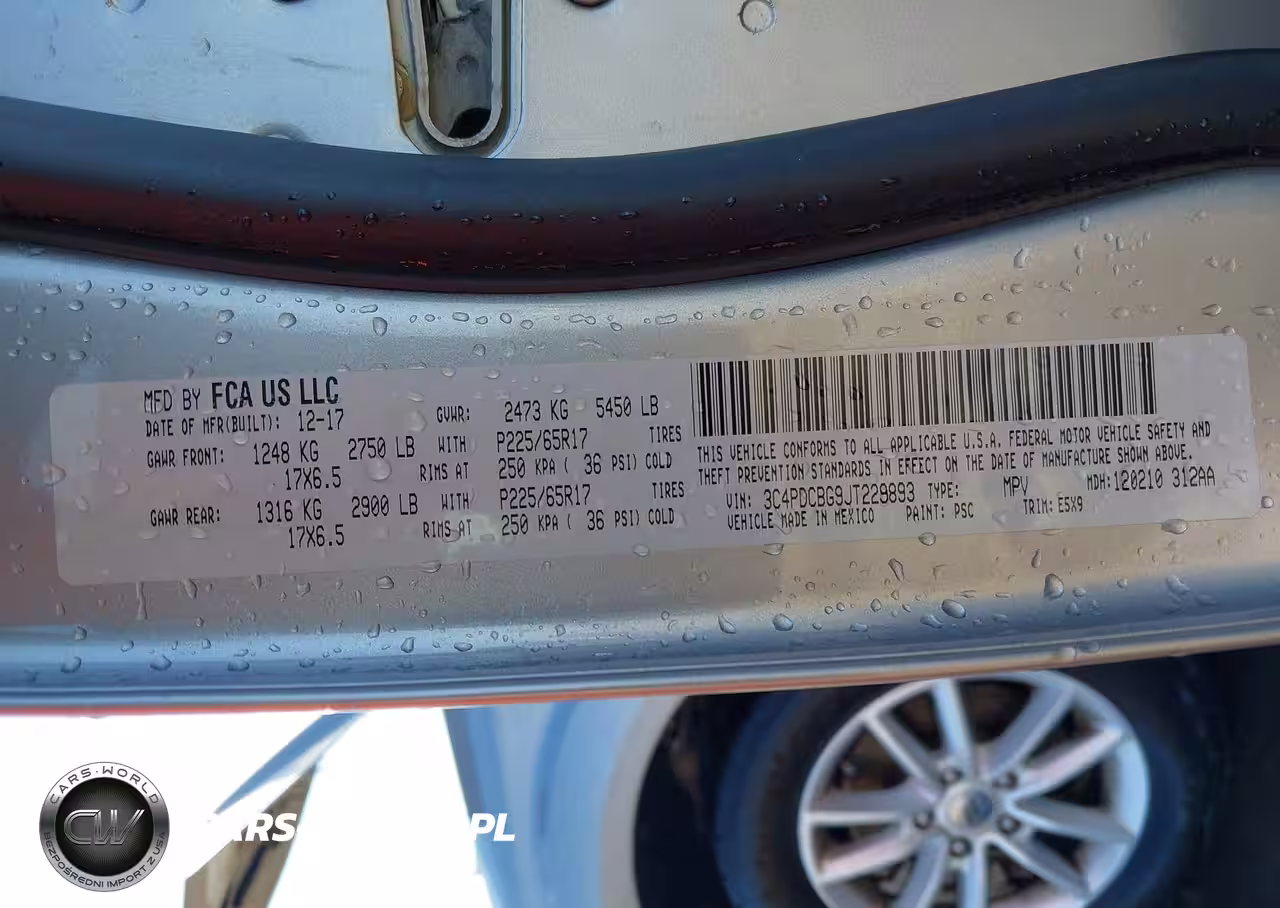 MFD BY FCA US LLC
DATE OF MFR(BUILT): 12-17 GVWR: 2473 KG 5450 LB
GAWR FRONT: 1248 KG 2750 LB WITH P225/65R17 TIRES
17X6.5 RIMS AT 250 KPA ( 36 PSI) COLD
GAWR REAR: 1316 KG 2900 LB WITH P225/65R17 TIRES
17X6.5 RIMS AT 250 KPA ( 36 PSI) COLD
THIS VEHICLE CONFORMS TO ALL APPLICABLE U.S.A. FEDERAL MOTOR VEHICLE SAFETY AND
THEFT PREVENTION STANDARDS IN EFFECT ON THE DATE OF MANUFACTURE SHOWN ABOVE.
VIN: 3C4PDCBG9JT229893 TYPE: MPV MDH:120210 312AA
VEHICLE MADE IN MEXICO PAINT: PSC TRIM: E5X9
CARS-WORLD
CW
BEZPOŚREDNI IMPORT Z USA